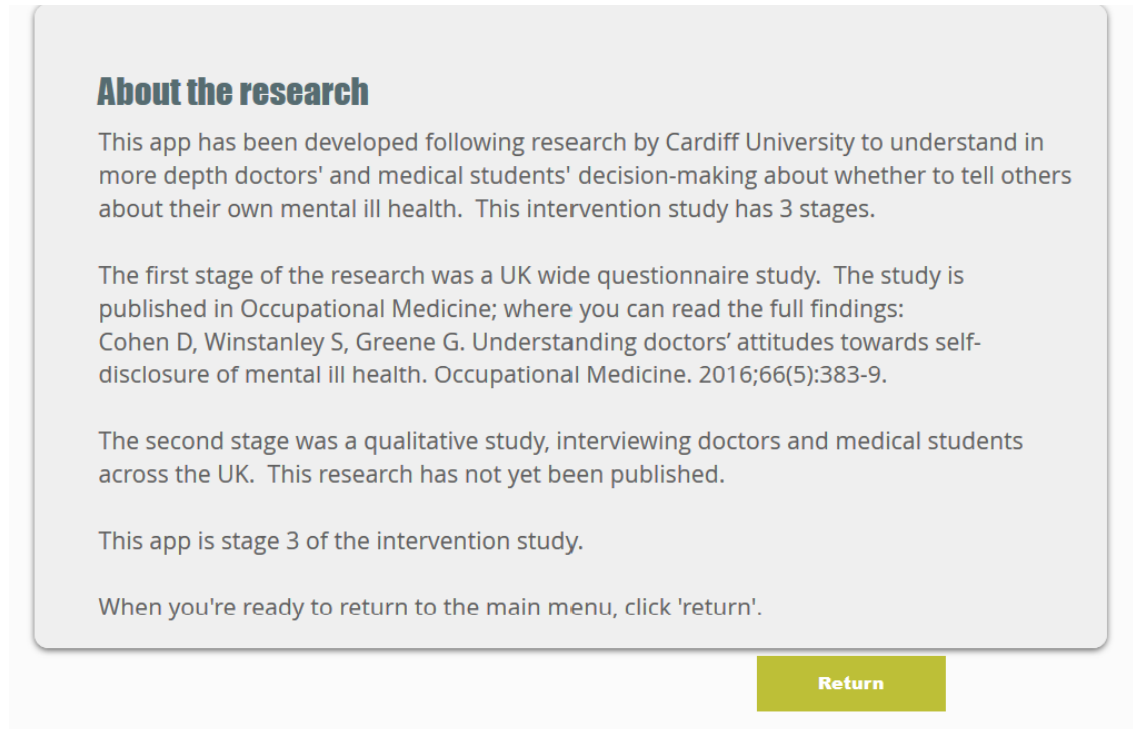 About the research
This app has been developed following research by Cardiff University to understand in
more depth doctors' and medical students' decision-making about whether to tell others
about their own mental ill health.  This intervention study has 3 stages.
The first stage of the research was a UK wide questionnaire study.  The study is
published in Occupational Medicine; where you can read the full findings:
Cohen D, Winstanley S, Greene G. Understanding doctors’ attitudes towards self-
disclosure of mental ill health. Occupational Medicine. 2016;66(5):383-9.
The second stage was a qualitative study, interviewing doctors and medical students
across the UK.  This research has not yet been published.
This app is stage 3 of the intervention study.
When you're ready to return to the main menu, click 'return'.
Return